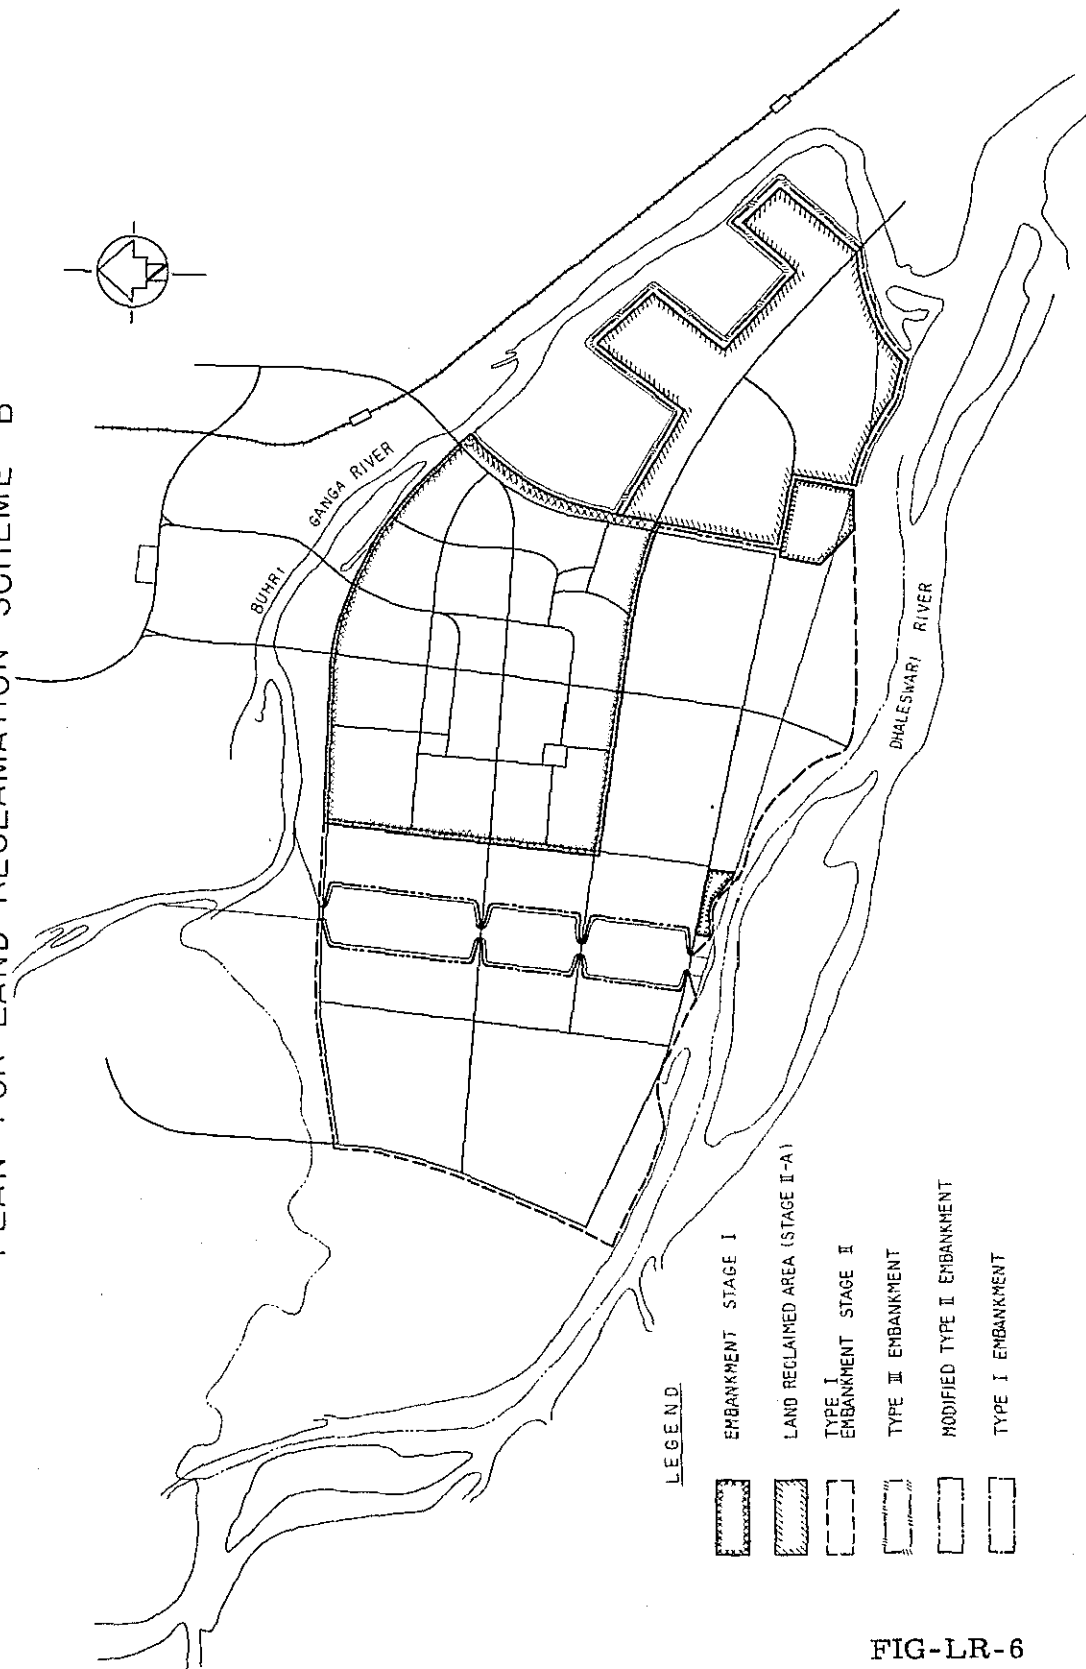 PLAN FOR LAND RECLAMATION SCHEME B
N
BUHRI GANGA RIVER
DHALESWARI RIVER
LEGEND
EMBANKMENT STAGE I
LAND RECLAIMED AREA (STAGE II-A)
TYPE I
EMBANKMENT STAGE II
TYPE III EMBANKMENT
MODIFIED TYPE II EMBANKMENT
TYPE I EMBANKMENT
FIG-LR-6